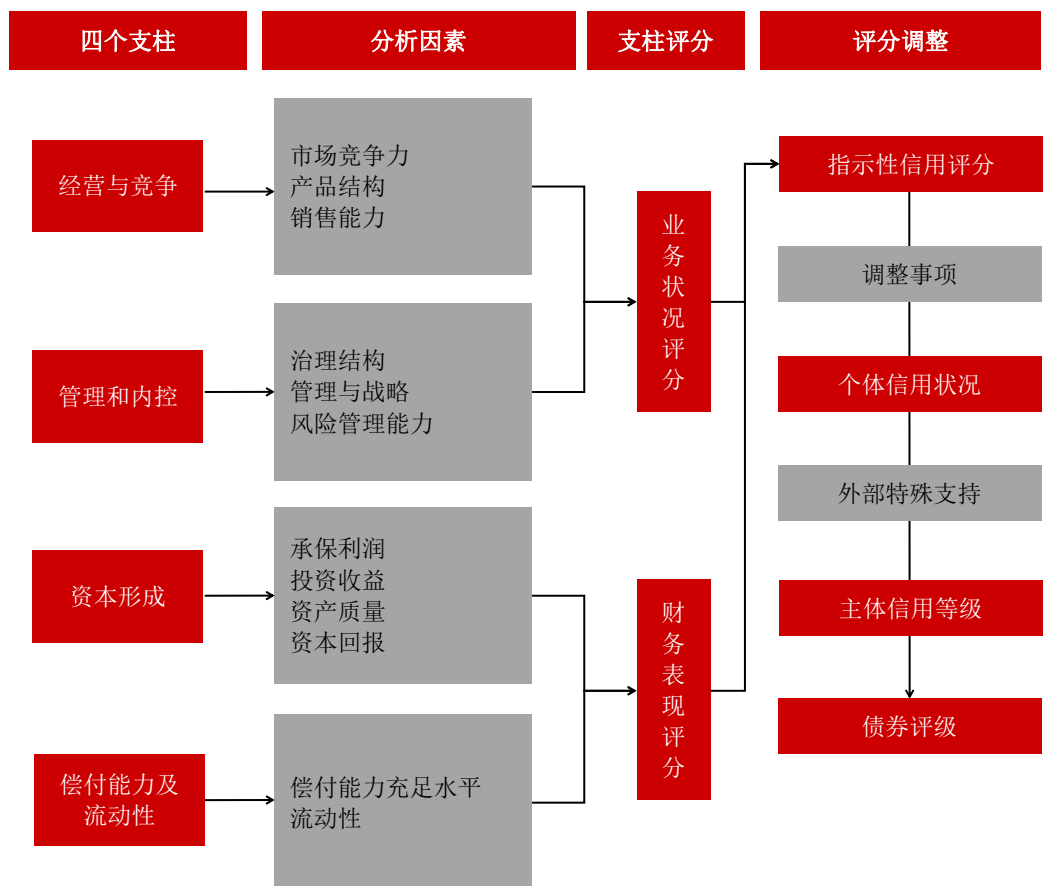 四个支柱
分析因素
支柱评分
评分调整
经营与竞争
市场竞争力
产品结构
销售能力
管理和内控
治理结构
管理与战略
风险管理能力
资本形成
承保利润
投资收益
资产质量
资本回报
偿付能力及
流动性
偿付能力充足水平
流动性
业务状况评分
财务表现评分
指示性信用评分
调整事项
个体信用状况
外部特殊支持
主体信用等级
债券评级